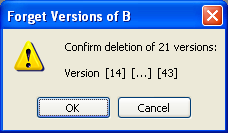 Forget Versions of B
Confirm deletion of 21 versions:
Version [14] [...] [43]
OK
Cancel